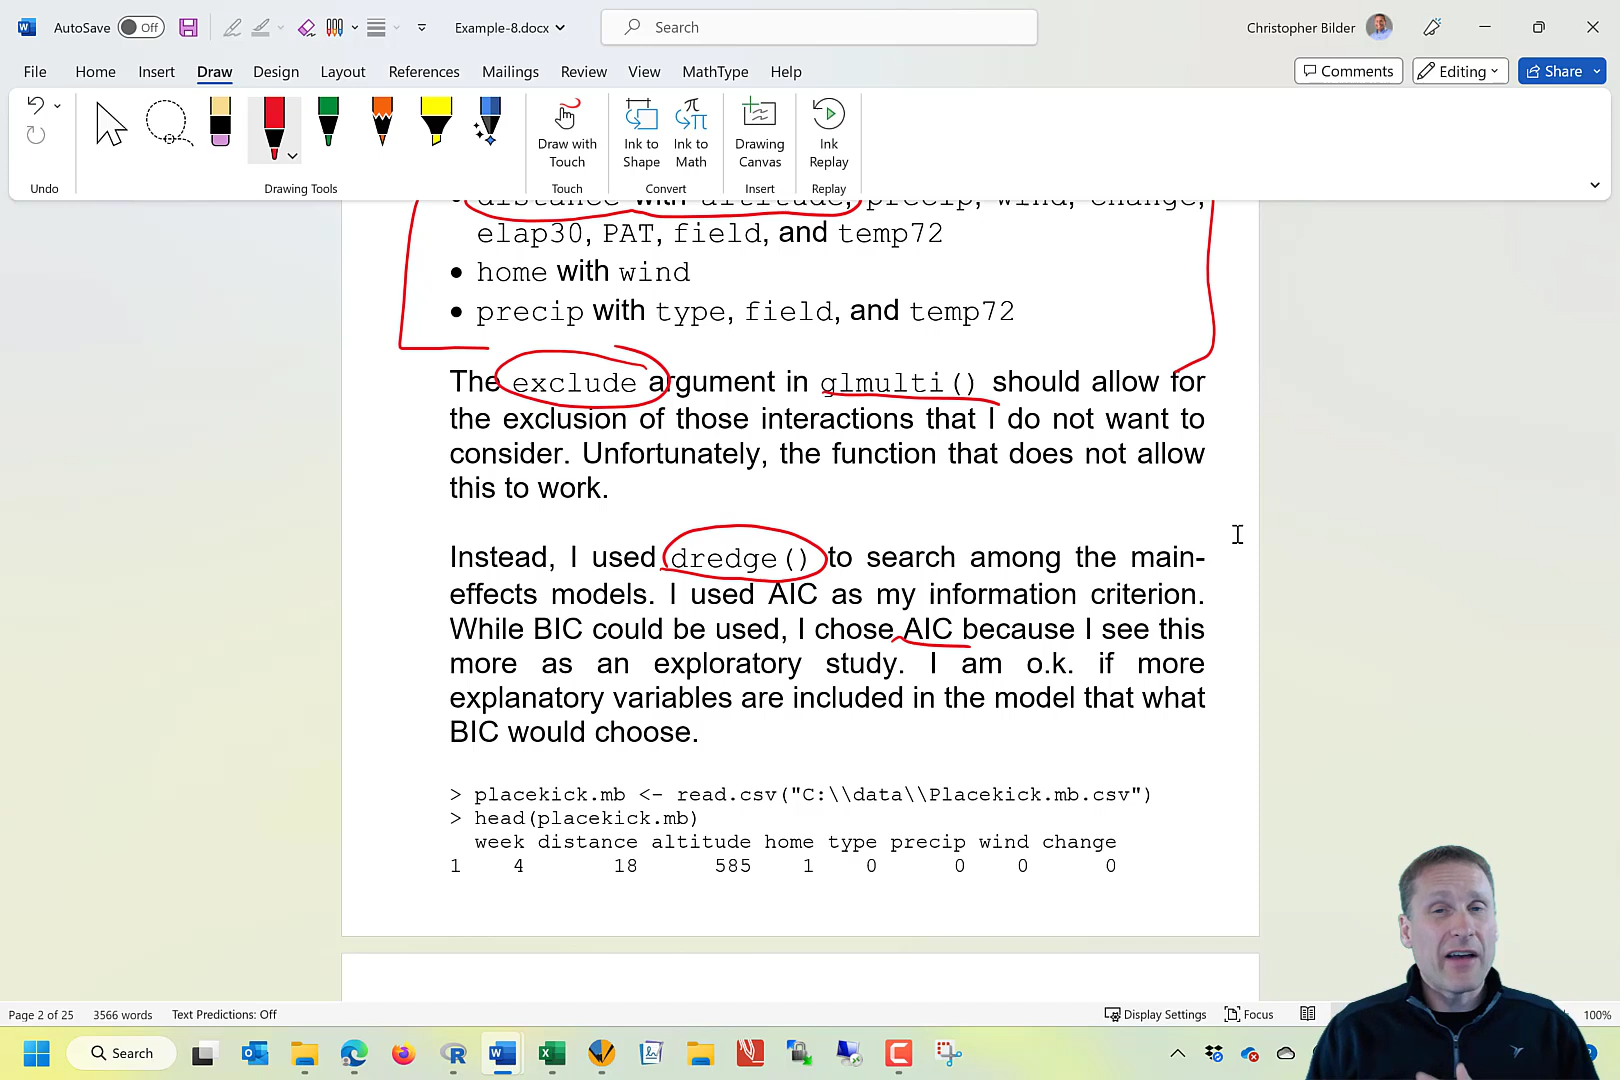 AutoSave Off Example-8.docx Search Christopher Bilder
File Home Insert Draw Design Layout References Mailings Review View MathType Help Comments Editing Share
Draw with Touch Ink to Shape Ink to Math Drawing Canvas Ink Replay
Undo Drawing Tools Touch Convert Insert Replay
• distance with altitude, precip, wind, change,
elap30, PAT, field, and temp72
• home with wind
• precip with type, field, and temp72
The exclude argument in glmulti() should allow for
the exclusion of those interactions that I do not want to
consider. Unfortunately, the function that does not allow
this to work.
Instead, I used dredge() to search among the main-
effects models. I used AIC as my information criterion.
While BIC could be used, I chose AIC because I see this
more as an exploratory study. I am o.k. if more
explanatory variables are included in the model that what
BIC would choose.
> placekick.mb <- read.csv("C:\\data\\Placekick.mb.csv")
> head(placekick.mb)
week distance altitude home type precip wind change
1 4 18 585 1 0 0 0 0
Page 2 of 25 3566 words Text Predictions: Off Display Settings Focus 100%
Search